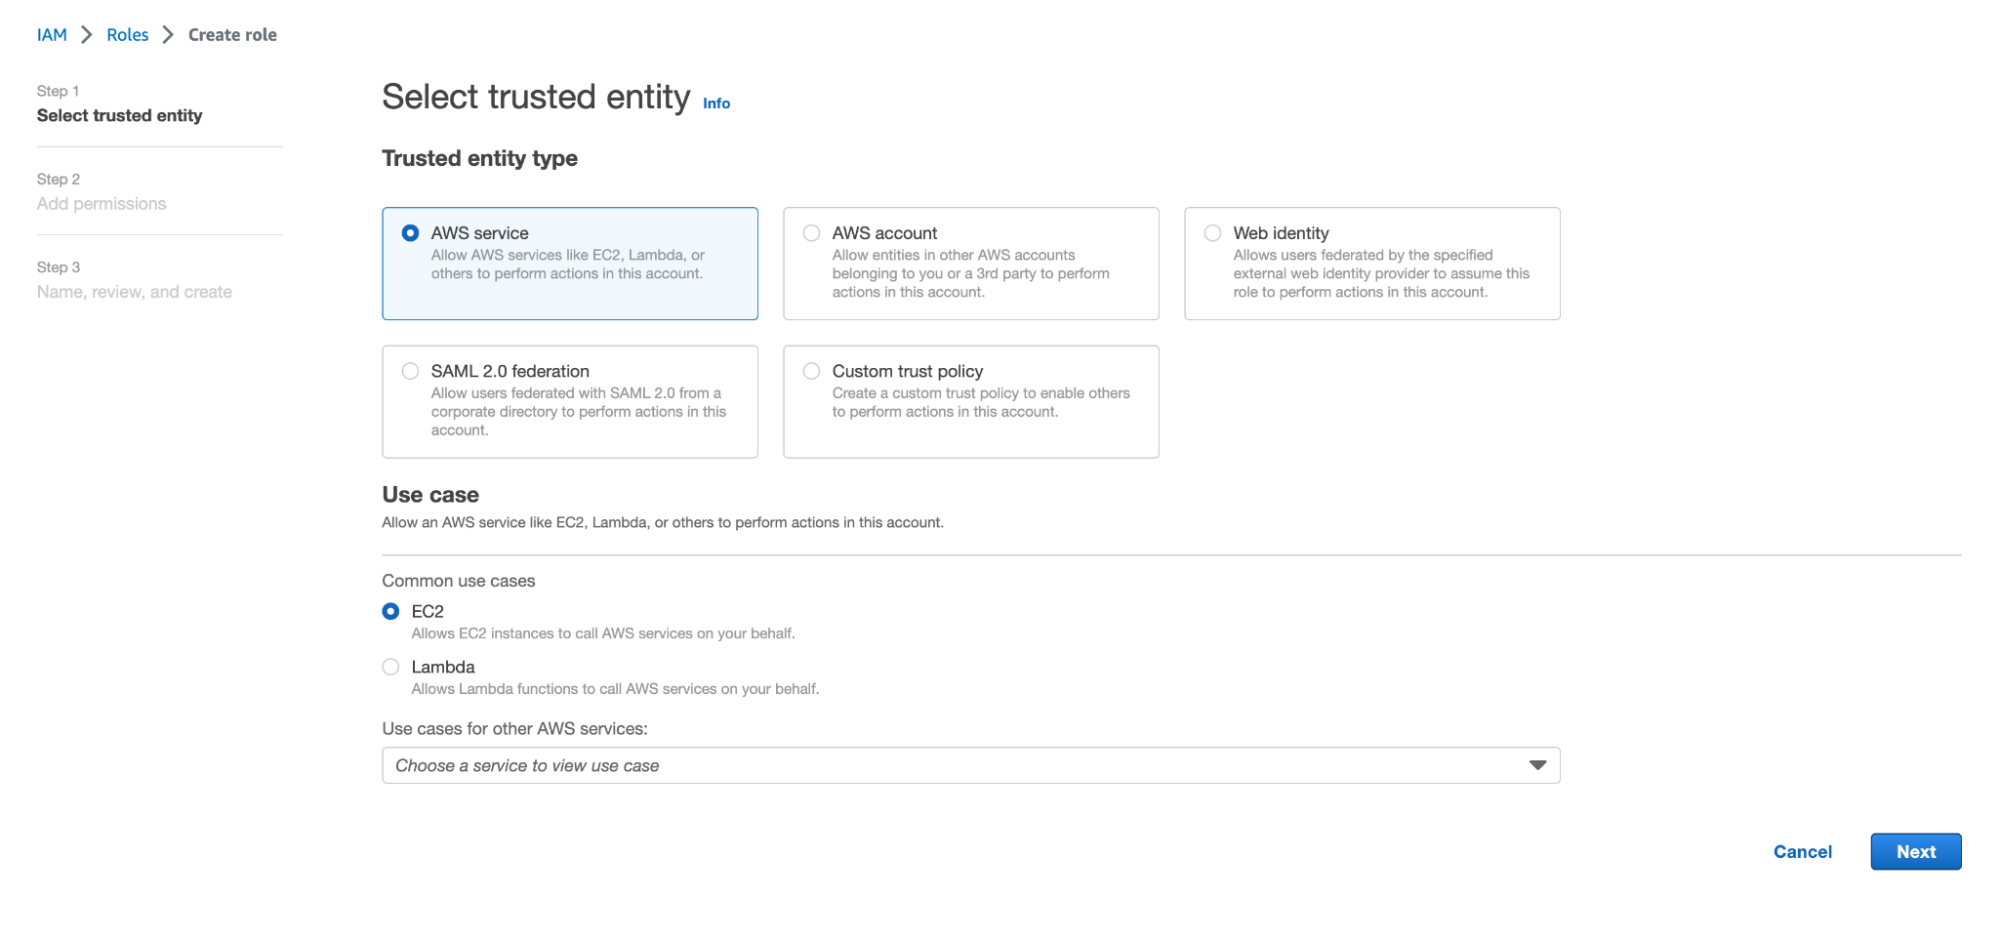 IAM > Roles > Create role
Step 1
Select trusted entity
Step 2
Add permissions
Step 3
Name, review, and create
Select trusted entity Info
Trusted entity type
AWS service
Allow AWS services like EC2, Lambda, or
others to perform actions in this account.
AWS account
Allow entities in other AWS accounts
belonging to you or a 3rd party to perform
actions in this account.
Web identity
Allows users federated by the specified
external web identity provider to assume this
role to perform actions in this account.
SAML 2.0 federation
Allow users federated with SAML 2.0 from a
corporate directory to perform actions in this
account.
Custom trust policy
Create a custom trust policy to enable others
to perform actions in this account.
Use case
Allow an AWS service like EC2, Lambda, or others to perform actions in this account.
Common use cases
EC2
Allows EC2 instances to call AWS services on your behalf.
Lambda
Allows Lambda functions to call AWS services on your behalf.
Use cases for other AWS services:
Choose a service to view use case
Cancel
Next